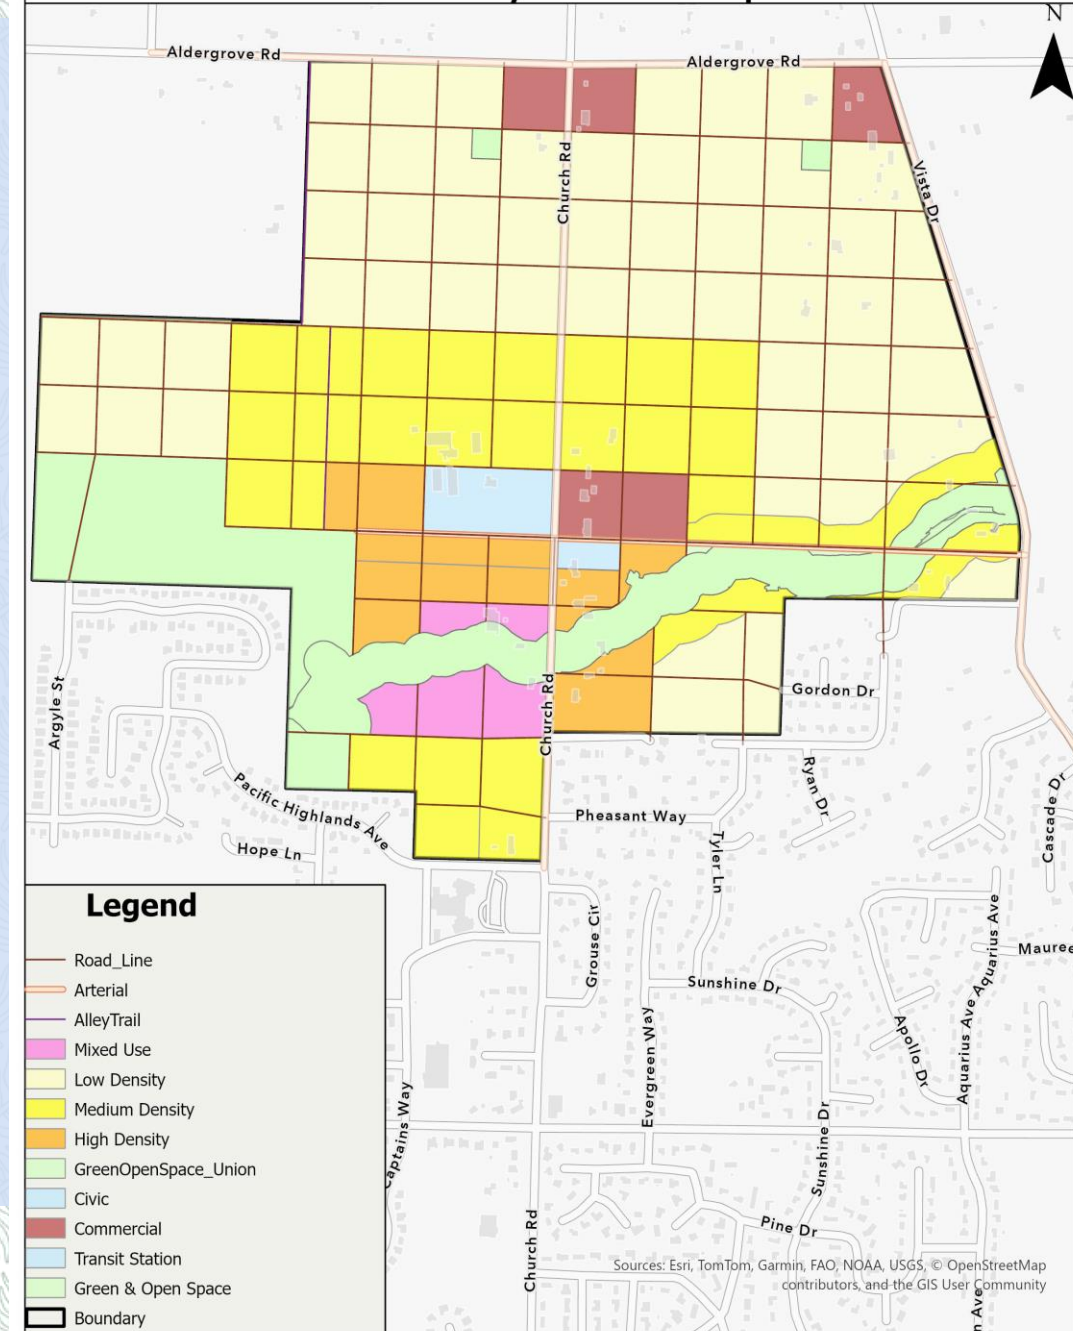 N
Aldergrove Rd
Aldergrove Rd
Church Rd
Vista Dr
Argyle St
Church Rd
Gordon Dr
Ryan Dr
Pacific Highlands Ave
Pheasant Way
Tyler Ln
Cascade Dr
Hope Ln
Grouse Cir
Sunshine Dr
Aquarius Ave
Evergreen Way
Apollo Dr
Aquarius Ave
Captains Way
Sunshine Dr
Church Rd
Pine Dr
Legend
Road_Line
Arterial
AlleyTrail
Mixed Use
Low Density
Medium Density
High Density
GreenOpenSpace_Union
Civic
Commercial
Transit Station
Green & Open Space
Boundary
Sources: Esri, TomTom, Garmin, FAO, NOAA, USGS, © OpenStreetMap
contributors, and the GIS User Community